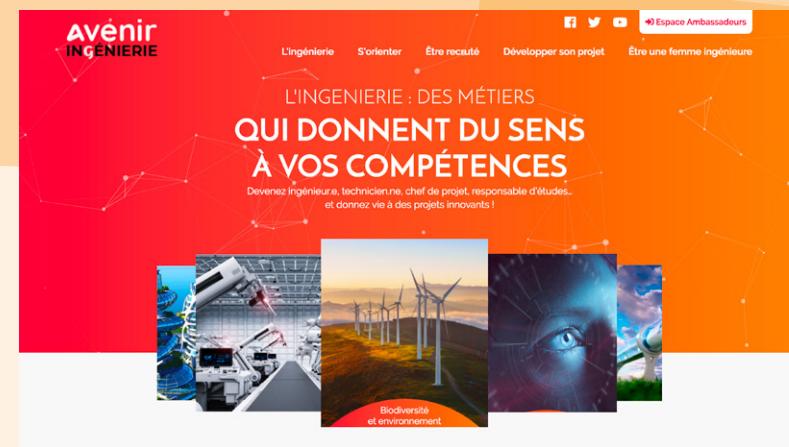 Avenir
INGÉNIERIE
Espace Ambassadeurs
L'ingénierie S'orienter Être recruté Développer son projet Être une femme ingénieure
L'INGENIERIE : DES MÉTIERS
QUI DONNENT DU SENS
À VOS COMPÉTENCES
Devenez ingénieur.e, technicien.ne, chef de projet, responsable d'études...
et donnez vie à des projets innovants !
Biodiversité
et environnement